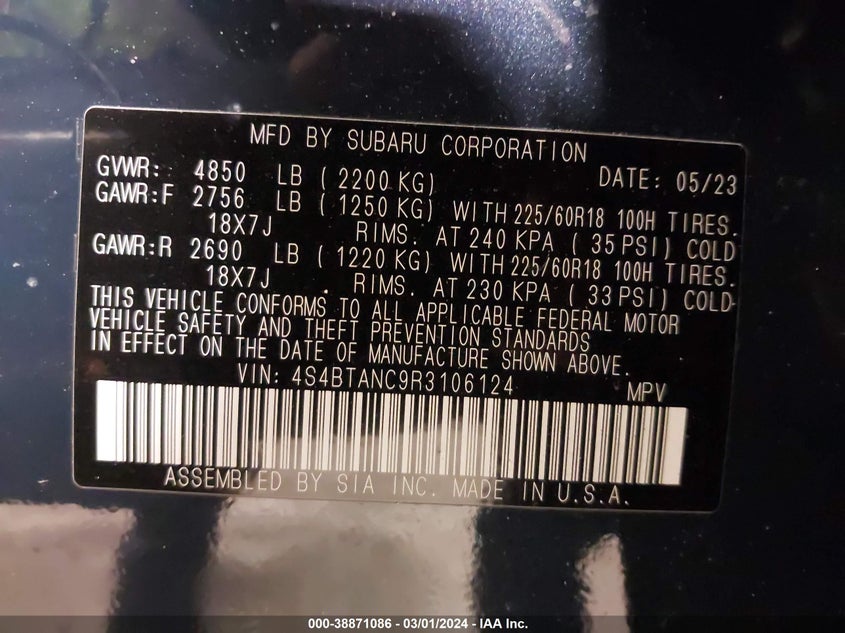 MFD BY SUBARU CORPORATION
GVWR: 4850 LB ( 2200 KG) DATE: 05/23
GAWR:F 2756 LB ( 1250 KG) WITH 225/60R18 100H TIRES.
18X7J RIMS. AT 240 KPA ( 35 PSI) COLD
GAWR:R 2690 LB ( 1220 KG) WITH 225/60R18 100H TIRES.
18X7J . RIMS. AT 230 KPA ( 33 PSI) COLD
THIS VEHICLE CONFORMS TO ALL APPLICABLE FEDERAL MOTOR
VEHICLE SAFETY AND THEFT PREVENTION STANDARDS
IN EFFECT ON THE DATE OF MANUFACTURE SHOWN ABOVE.
VIN: 4S4BTANC9R3106124 MPV
ASSEMBLED BY SIA INC. MADE IN U.S.A.
000-38871086 - 03/01/2024 - IAA Inc.